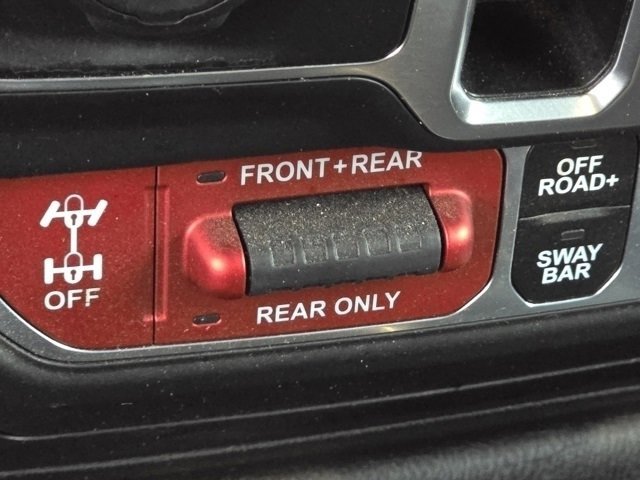 FRONT+REAR
OFF
ROAD+
SWAY
BAR
OFF
REAR ONLY